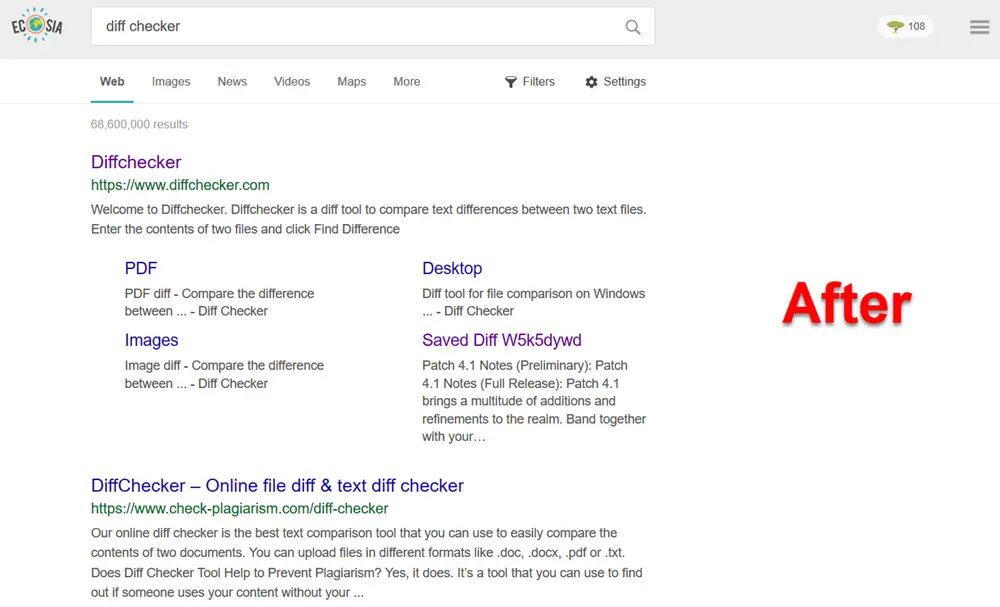 ECOSIA
diff checker
108
Web Images News Videos Maps More Filters Settings
68,600,000 results
Diffchecker
https://www.diffchecker.com
Welcome to Diffchecker. Diffchecker is a diff tool to compare text differences between two text files.
Enter the contents of two files and click Find Difference
PDF
PDF diff - Compare the difference
between ... - Diff Checker
Desktop
Diff tool for file comparison on Windows
... - Diff Checker
Images
Image diff - Compare the difference
between ... - Diff Checker
Saved Diff W5k5dywd
Patch 4.1 Notes (Preliminary): Patch
4.1 Notes (Full Release): Patch 4.1
brings a multitude of additions and
refinements to the realm. Band together
with your…
After
DiffChecker – Online file diff & text diff checker
https://www.check-plagiarism.com/diff-checker
Our online diff checker is the best text comparison tool that you can use to easily compare the
contents of two documents. You can upload files in different formats like .doc, .docx, .pdf or .txt.
Does Diff Checker Tool Help to Prevent Plagiarism? Yes, it does. It’s a tool that you can use to find
out if someone uses your content without your ...